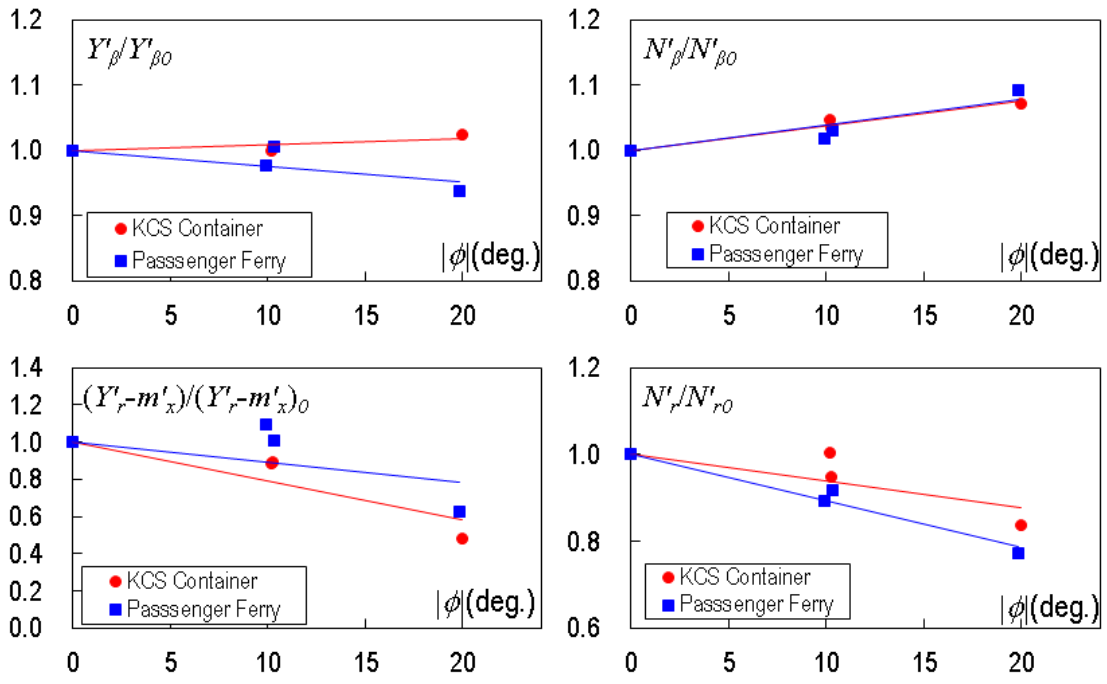 1.2
1.1
1.0
0.9
0.8
Y'β/Y'β0
KCS Container
Passsenger Ferry
|ϕ|(deg.)
0 5 10 15 20
1.2
1.1
1.0
0.9
0.8
N'β/N'β0
KCS Container
Passsenger Ferry
|ϕ|(deg.)
0 5 10 15 20
1.4
1.2
1.0
0.8
0.6
0.4
0.2
0.0
(Y'r-m'x)/(Y'r-m'x)0
KCS Container
Passsenger Ferry
|ϕ|(deg.)
0 5 10 15 20
1.2
1.0
0.8
0.6
N'r/N'r0
KCS Container
Passsenger Ferry
|ϕ|(deg.)
0 5 10 15 20